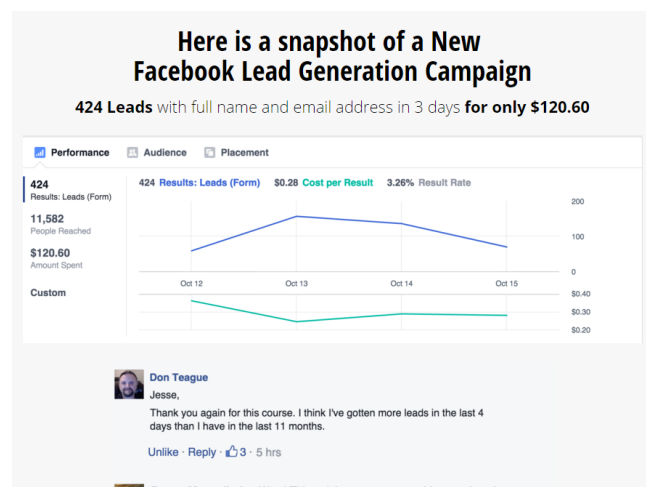 Here is a snapshot of a New
Facebook Lead Generation Campaign
424 Leads with full name and email address in 3 days for only $120.60
Performance Audience Placement
424
Results: Leads (Form)
11,582
People Reached
$120.60
Amount Spent
Custom
424 Results: Leads (Form) $0.28 Cost per Result 3.26% Result Rate
200
100
0
Oct 12 Oct 13 Oct 14 Oct 15
$0.40
$0.30
$0.20
Don Teague
Jesse,
Thank you again for this course. I think I've gotten more leads in the last 4
days than I have in the last 11 months.
Unlike · Reply · 3 · 5 hrs